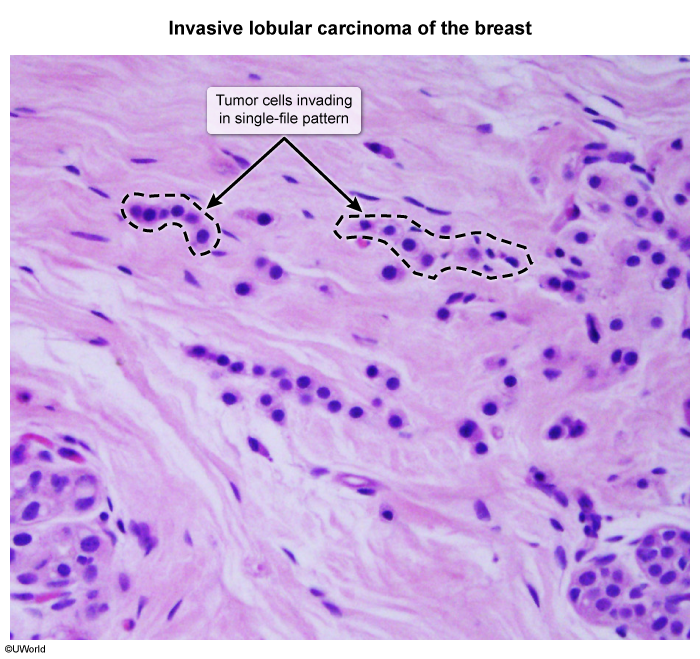 Invasive lobular carcinoma of the breast
Tumor cells invading
in single-file pattern
©UWorld